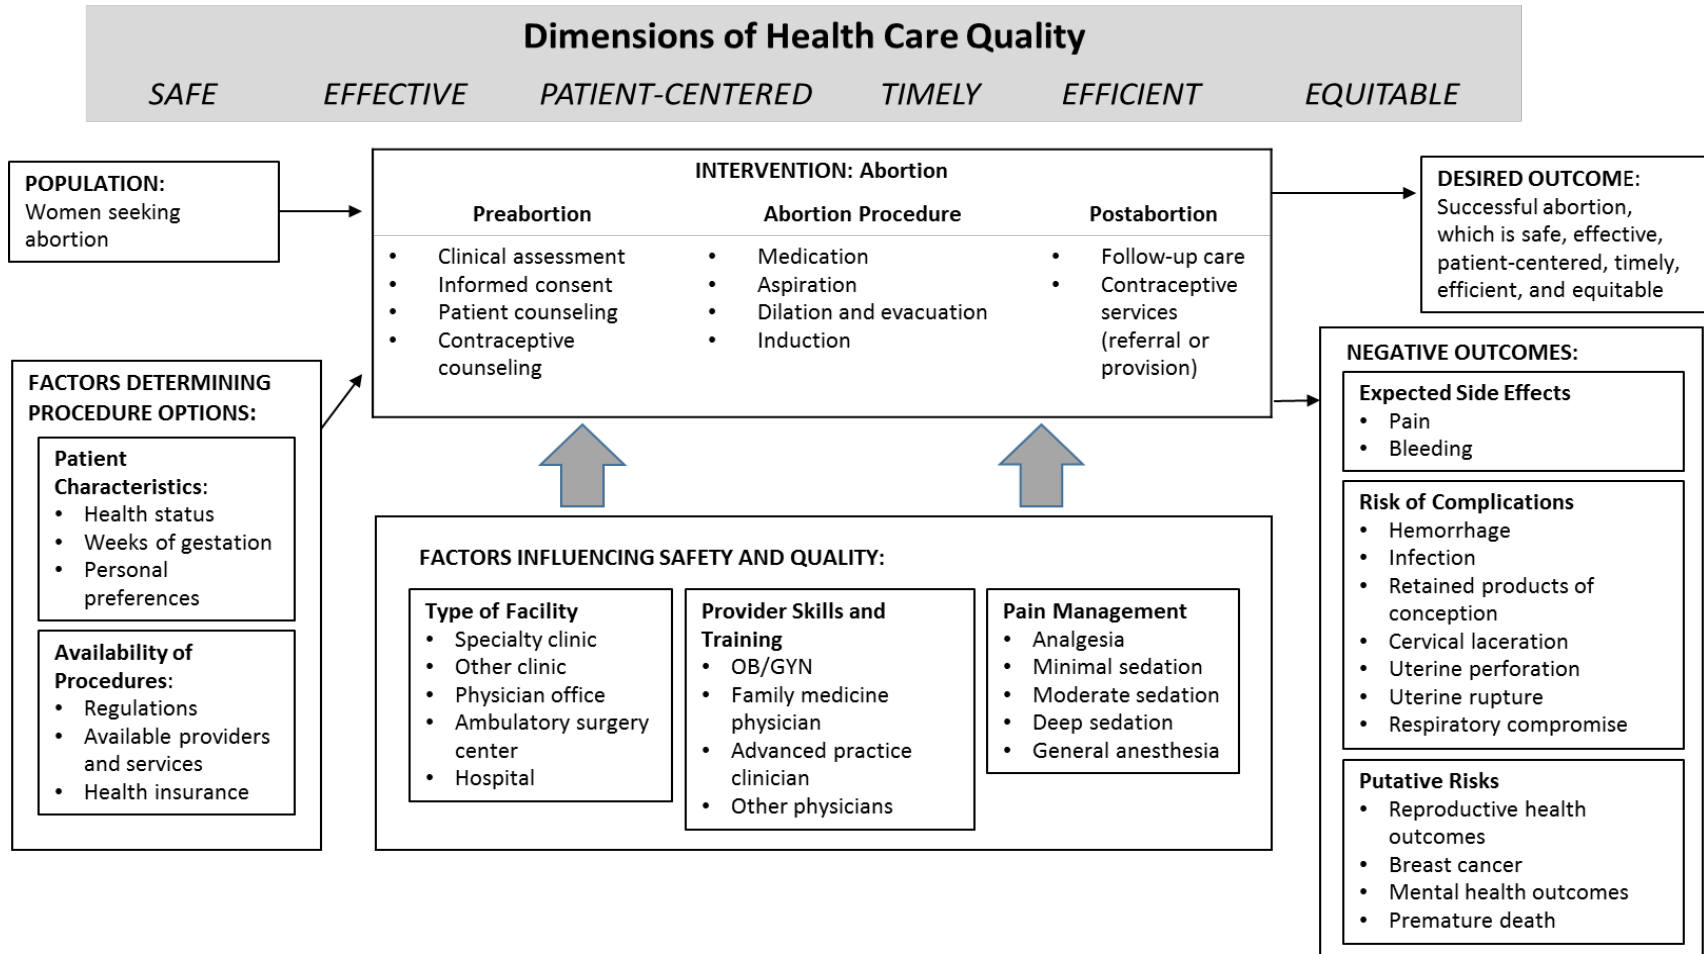 Dimensions of Health Care Quality
SAFE EFFECTIVE PATIENT-CENTERED TIMELY EFFICIENT EQUITABLE
POPULATION:
Women seeking
abortion
FACTORS DETERMINING
PROCEDURE OPTIONS:
Patient
Characteristics:
• Health status
• Weeks of gestation
• Personal
preferences
Availability of
Procedures:
• Regulations
• Available providers
and services
• Health insurance
INTERVENTION: Abortion
Preabortion
• Clinical assessment
• Informed consent
• Patient counseling
• Contraceptive
counseling
Abortion Procedure
• Medication
• Aspiration
• Dilation and evacuation
• Induction
Postabortion
• Follow-up care
• Contraceptive
services
(referral or
provision)
FACTORS INFLUENCING SAFETY AND QUALITY:
Type of Facility
• Specialty clinic
• Other clinic
• Physician office
• Ambulatory surgery
center
• Hospital
Provider Skills and
Training
• OB/GYN
• Family medicine
physician
• Advanced practice
clinician
• Other physicians
Pain Management
• Analgesia
• Minimal sedation
• Moderate sedation
• Deep sedation
• General anesthesia
DESIRED OUTCOME:
Successful abortion,
which is safe, effective,
patient-centered, timely,
efficient, and equitable
NEGATIVE OUTCOMES:
Expected Side Effects
• Pain
• Bleeding
Risk of Complications
• Hemorrhage
• Infection
• Retained products of
conception
• Cervical laceration
• Uterine perforation
• Uterine rupture
• Respiratory compromise
Putative Risks
• Reproductive health
outcomes
• Breast cancer
• Mental health outcomes
• Premature death